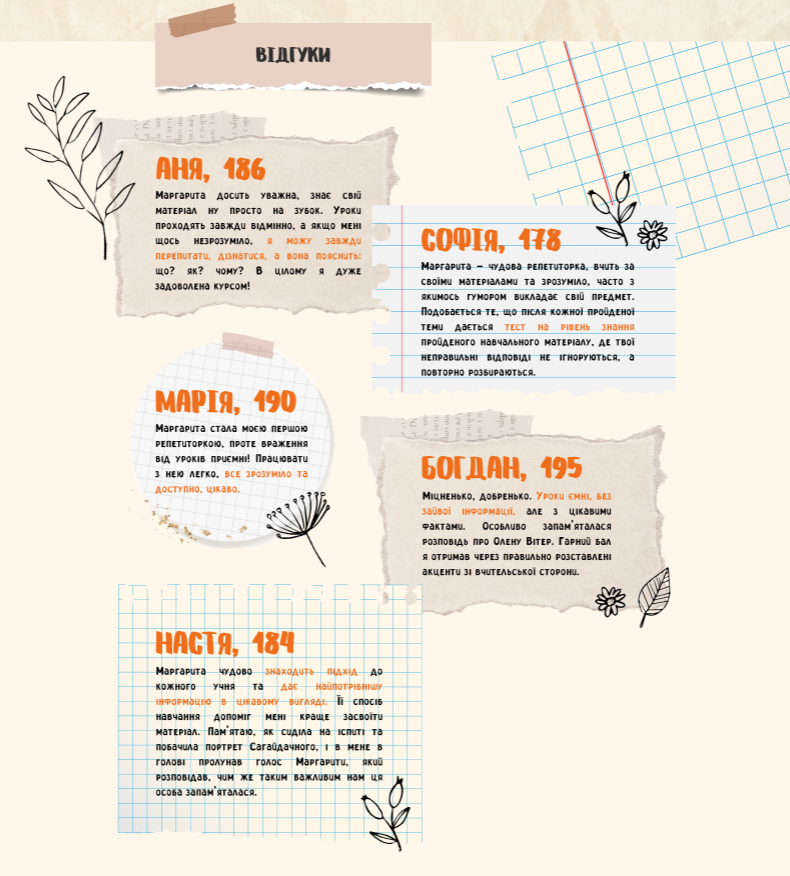 ВІДГУКИ
АНЯ, 186
Маргарита досить уважна, знає свій
матеріал ну просто на зубок. Уроки
проходять завжди відмінно, а якщо мені
щось незрозуміло, я можу завжди
перепитати, дізнатися, а вона пояснить:
що? як? чому? В цілому я дуже
задоволена курсом!
СОФІЯ, 178
Маргарита – чудова репетиторка, вчить за
своїми матеріалами та зрозуміло, часто з
якимось гумором викладає свій предмет.
Подобається те, що після кожної пройденої
теми дається тест на рівень знання
пройденого навчального матеріалу, де твої
неправильні відповіді не ігноруються, а
повторно розбираються.
МАРІЯ, 190
Маргарита стала моєю першою
репетиторкою, проте враження
від уроків приємні! Працювати
з нею легко, все зрозуміло та
доступно, цікаво.
БОГДАН, 195
Міцненько, добренько. Уроки ємні, без
зайвої інформації, але з цікавими
фактами. Особливо запам'яталася
розповідь про Олену Вітер. Гарний бал
я отримав через правильно розставлені
акценти зі вчительської сторони.
НАСТЯ, 184
Маргарита чудово знаходить підхід до
кожного учня та дає найпотрібнішу
інформацію в цікавому вигляді. Її спосіб
навчання допоміг мені краще засвоїти
матеріал. Пам'ятаю, як сиділа на іспиті та
побачила портрет Сагайдачного, і в мене в
голові пролунав голос Маргарити, який
розповідав, чим же таким важливим нам ця
особа запам'яталася.